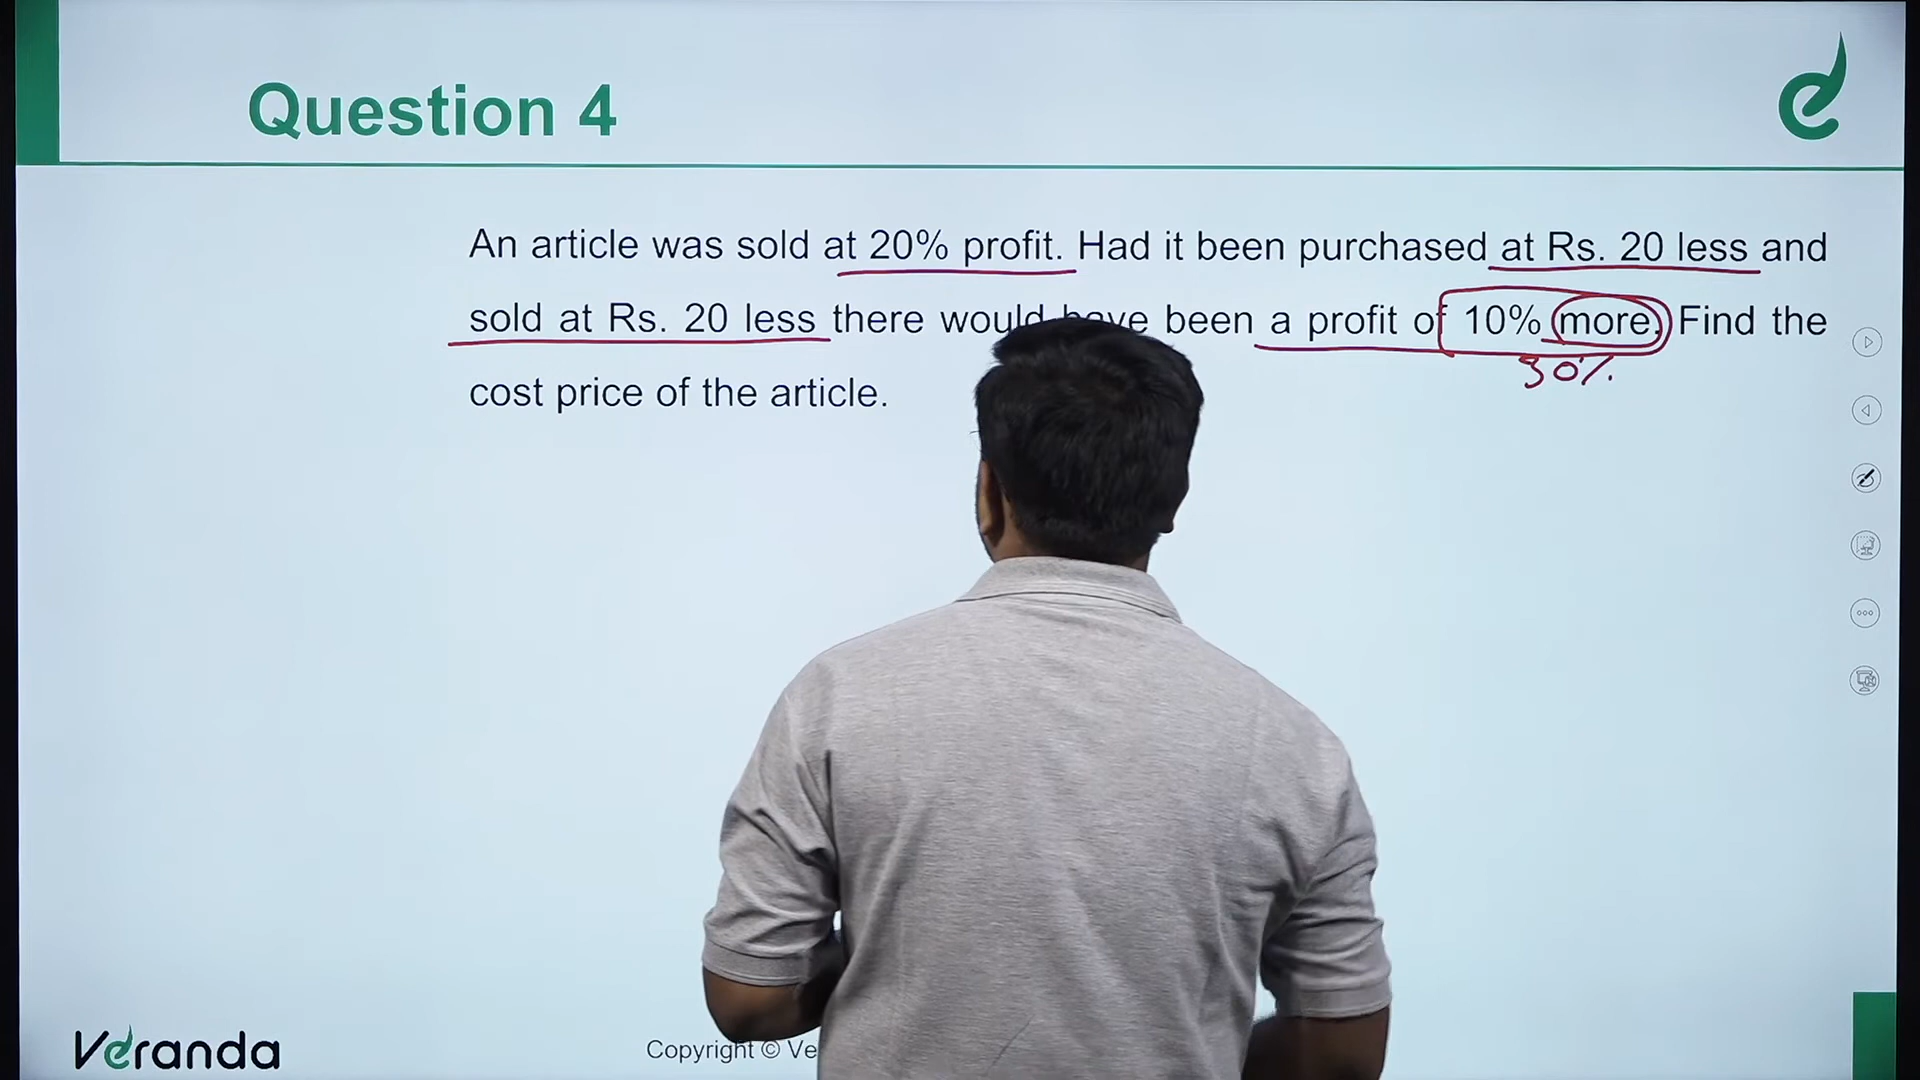 Question 4
An article was sold at 20% profit. Had it been purchased at Rs. 20 less and
sold at Rs. 20 less there would have been a profit of 10% more. Find the
30%
cost price of the article.
Veranda
Copyright © Ve